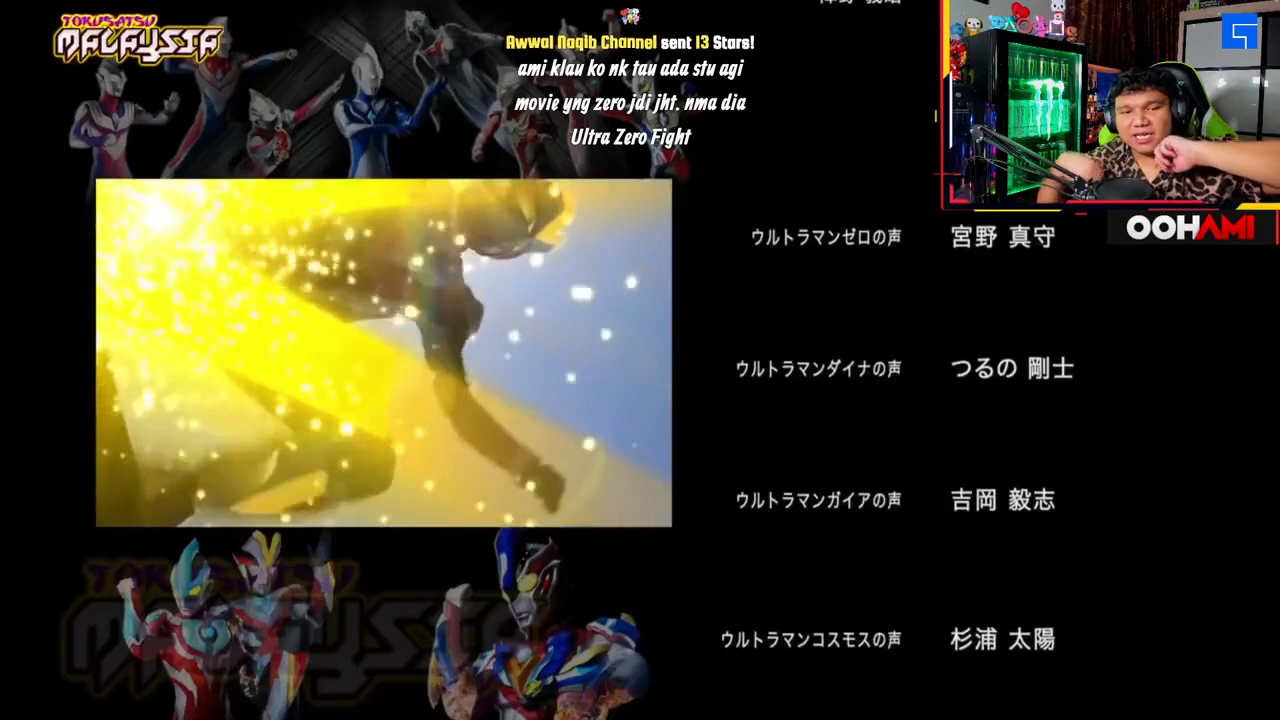 TOKUSATSU
MALAYSIA
Awwal Naqib Channel sent 13 Stars!
ami klau ko nk tau ada stu agi
movie yng zero jdi jht. nma dia
Ultra Zero Fight
OOHAMI
ウルトラマンゼロの声 宮野 真守
ウルトラマンダイナの声 つるの 剛士
ウルトラマンガイアの声 吉岡 毅志
ウルトラマンコスモスの声 杉浦 太陽
TOKUSATSU
MALAYSIA